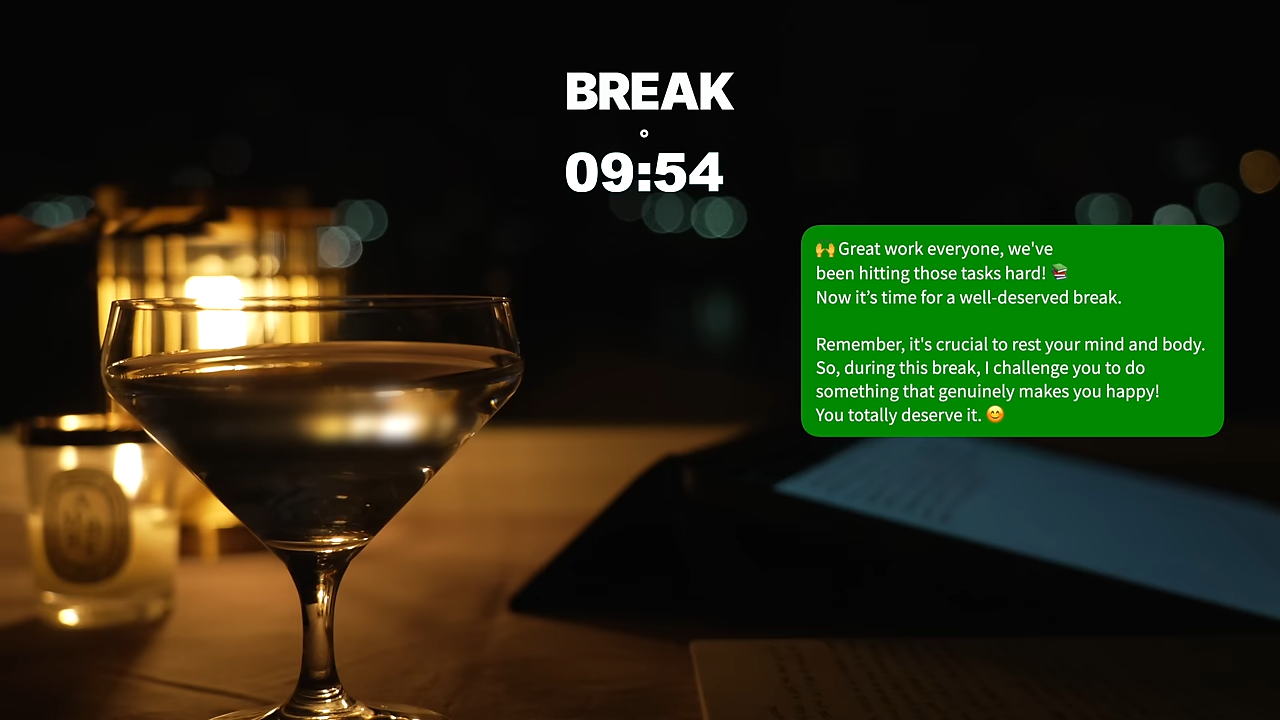 BREAK
09:54
🙌 Great work everyone, we've
been hitting those tasks hard! 📚
Now it’s time for a well-deserved break.
Remember, it's crucial to rest your mind and body.
So, during this break, I challenge you to do
something that genuinely makes you happy!
You totally deserve it. 😊